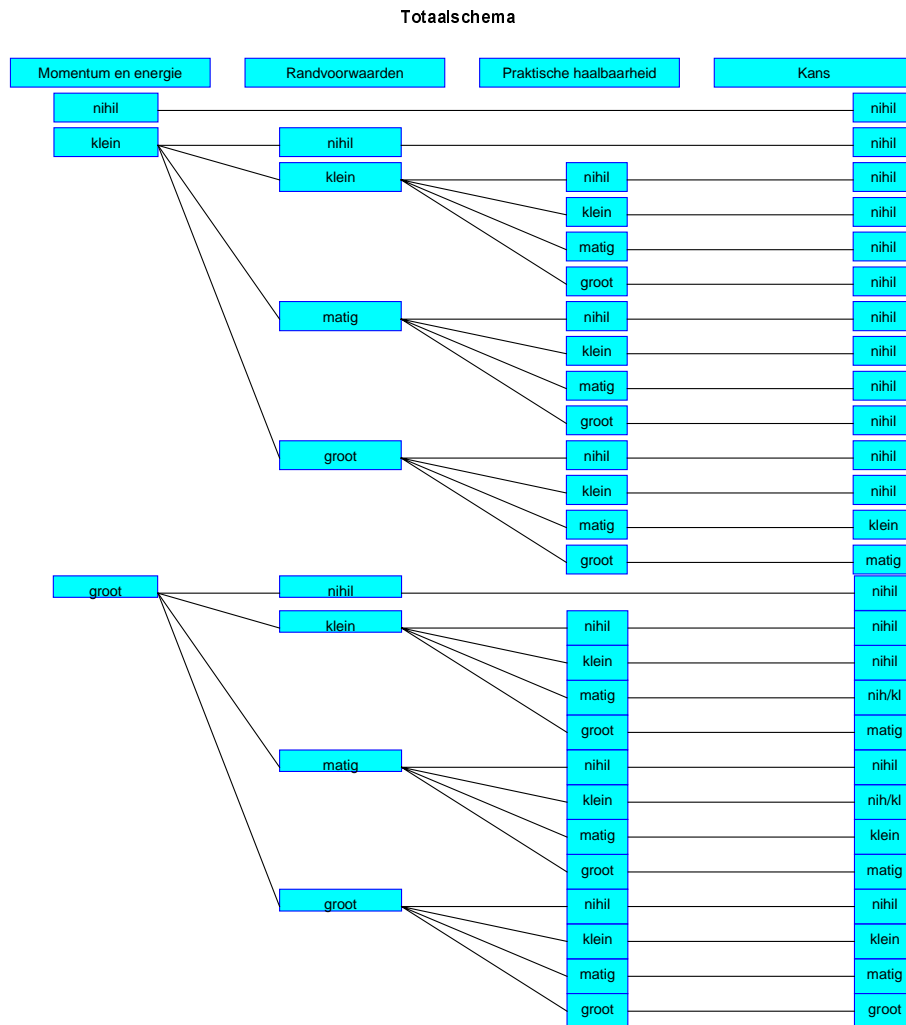 Totaalschema
Momentum en energie Randvoorwaarden Praktische haalbaarheid Kans
nihil nihil
klein nihil nihil
klein nihil nihil
klein nihil
matig nihil
groot nihil
matig nihil nihil
klein nihil
matig nihil
groot nihil
groot nihil nihil
klein nihil
matig klein
groot matig
groot nihil nihil
klein nihil nihil
klein nihil
matig nih/kl
groot matig
matig nihil nihil
klein nih/kl
matig klein
groot matig
groot nihil nihil
klein klein
matig matig
groot groot